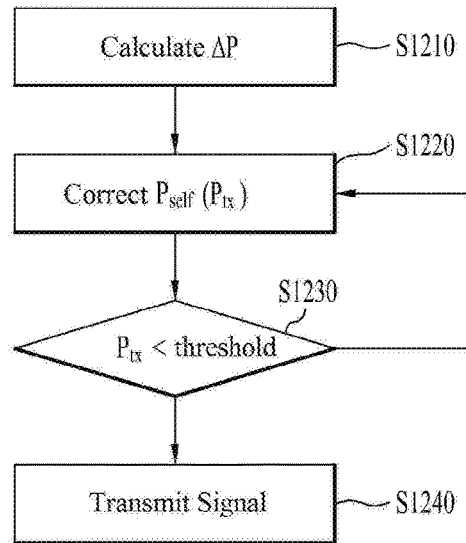 Calculate ΔP
S1210
S1220
Correct P_self (P_tx)
S1230
P_tx < threshold
Transmit Signal
S1240